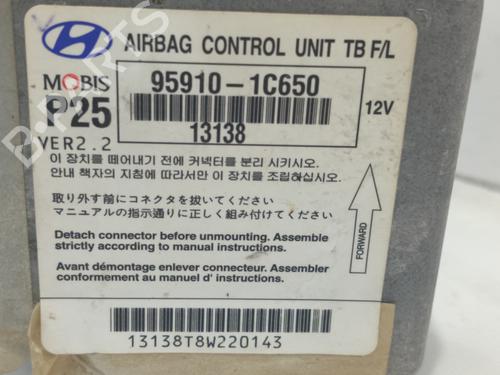 AIRBAG CONTROL UNIT TB F/L
MOBIS
95910-1C650
P25
12V
13138
VER2.2
이 장치를 떼어내기 전에 커넥터를 분리 시키시오.
안내 책자의 지침에 따라서만 이 장치를 조립하십시오.
取り外す前にコネクタを抜いてください
マニュアルの指示通りに正しく組み付けてください
FORWARD
Detach connector before unmounting. Assemble
strictly according to manual instructions.
Avant démontage enlever connecteur. Assembler
conformement au manuel d' instructions.
13138T8W220143
B-PARTS